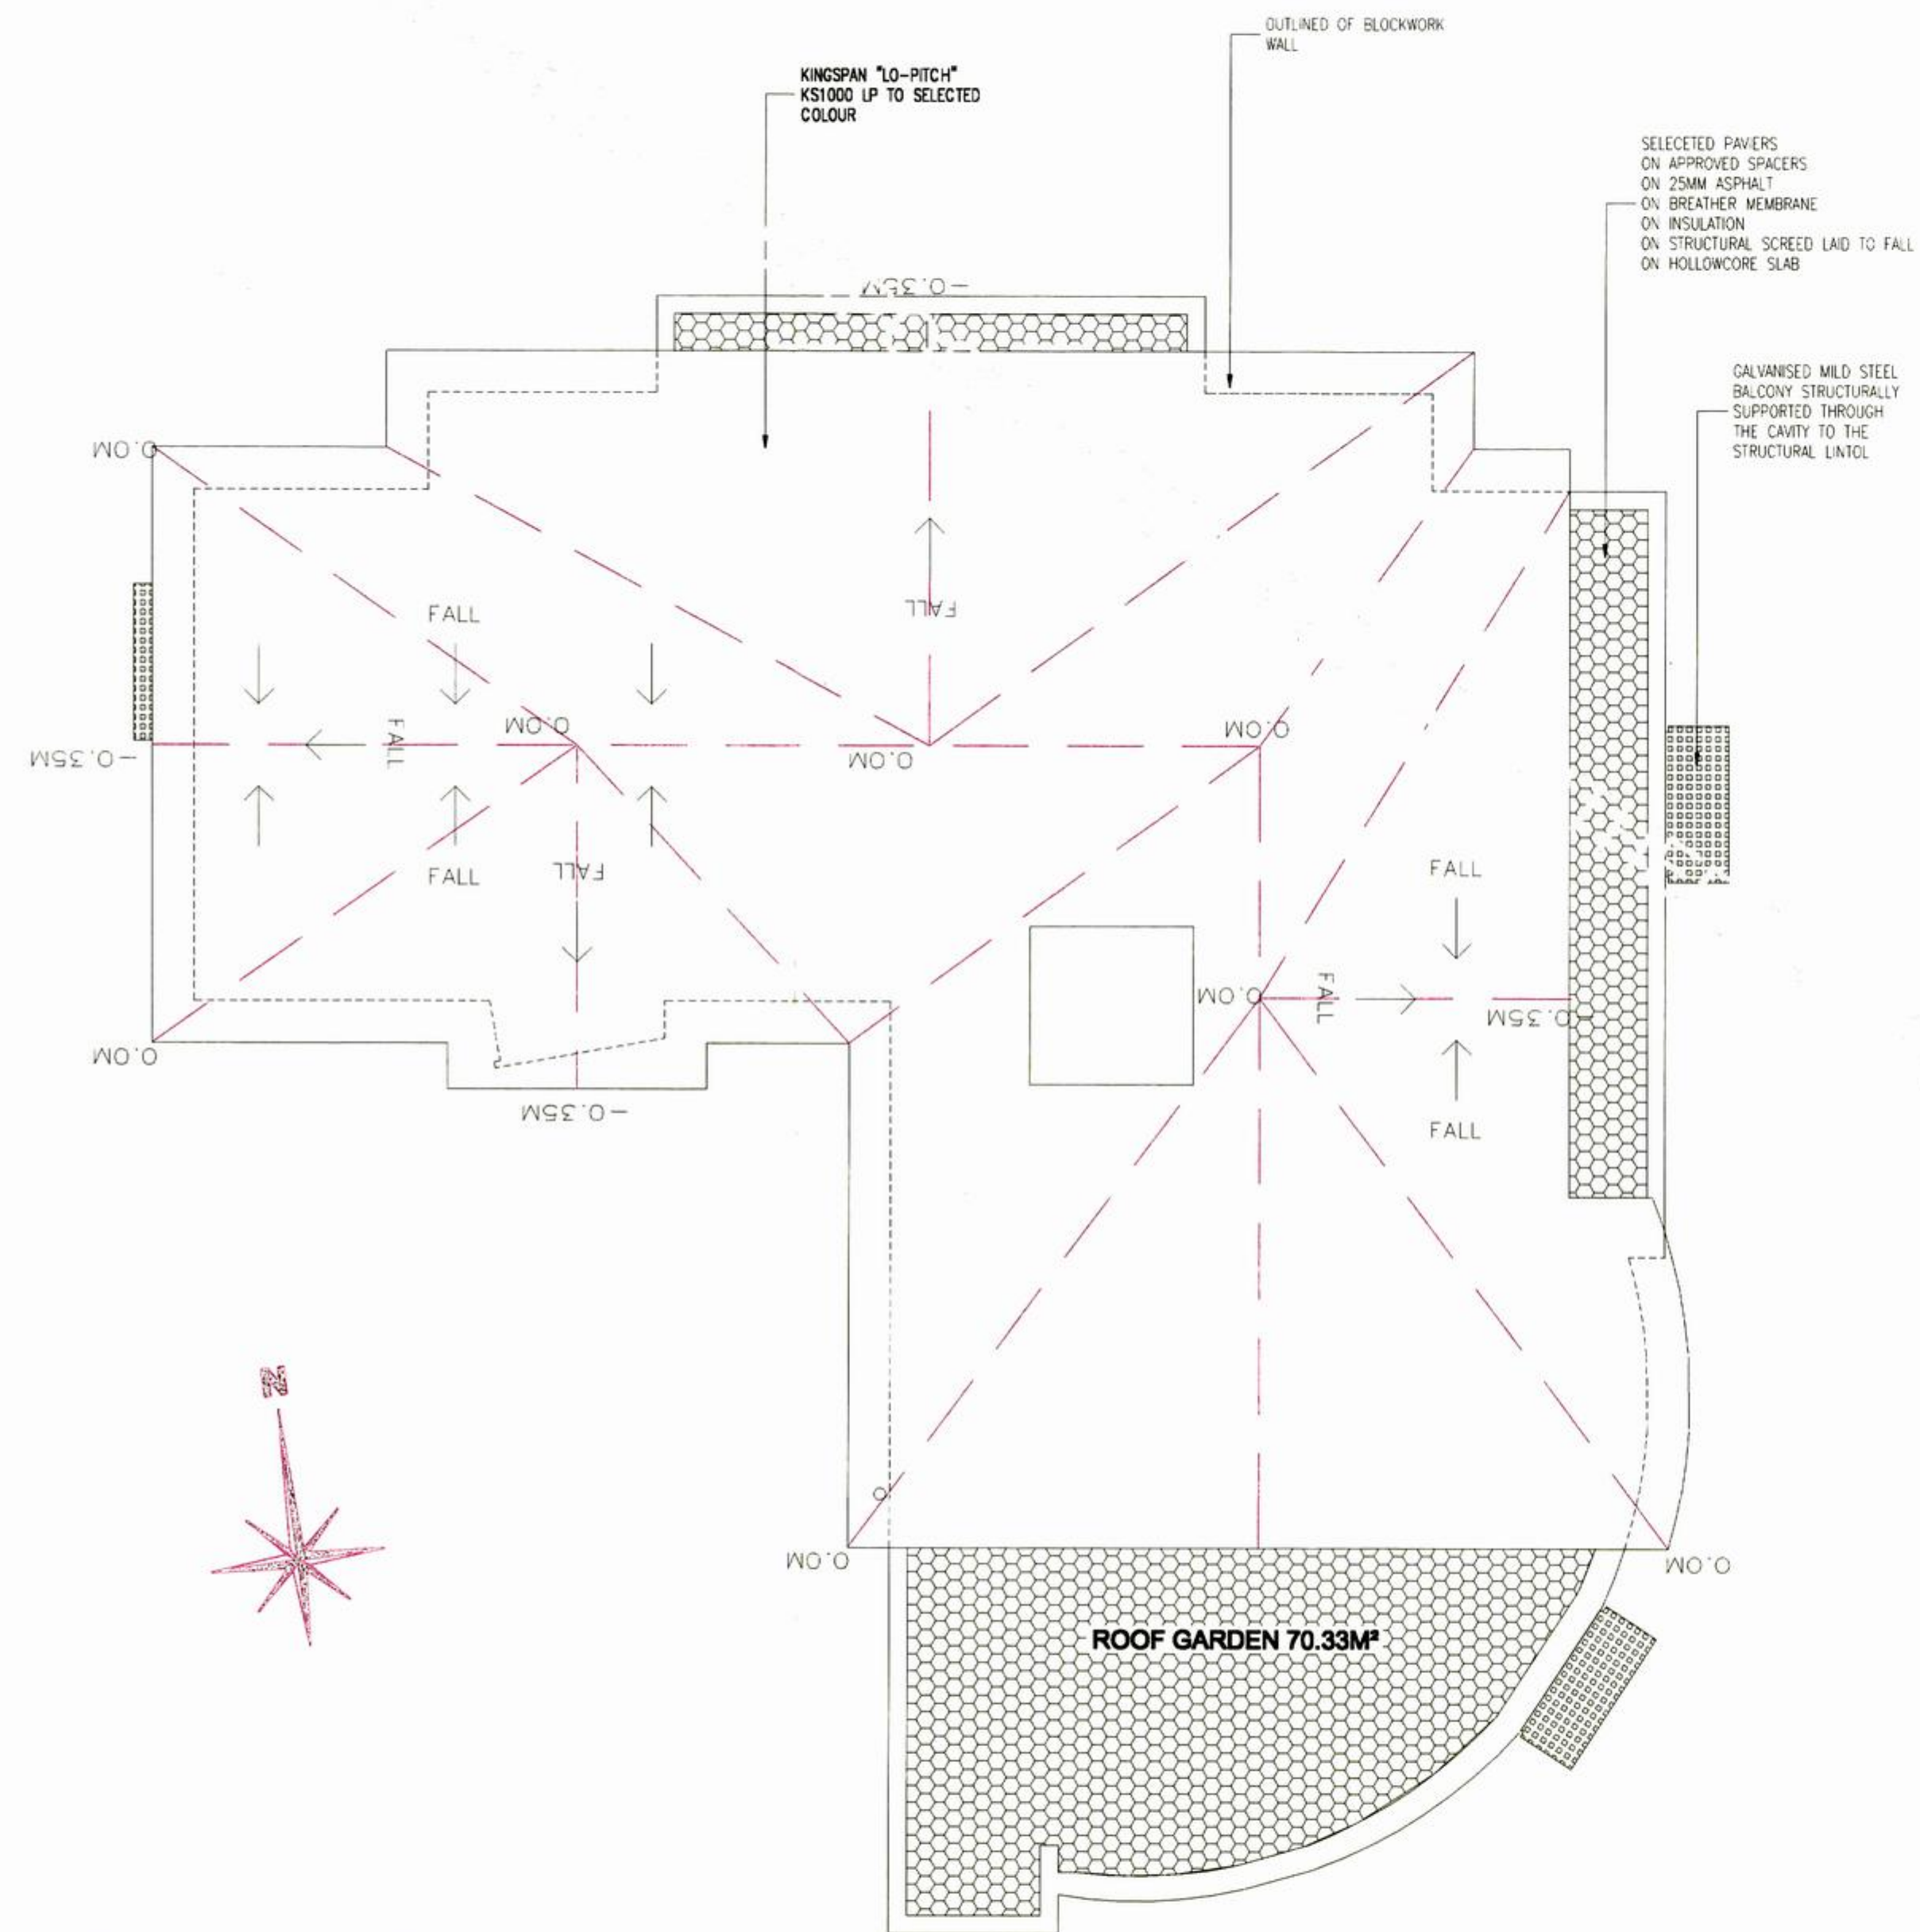 OUTLINED OF BLOCKWORK
WALL
KINGSPAN "LO-PITCH"
KS1000 LP TO SELECTED
COLOUR
SELECETED PAVIERS
ON APPROVED SPACERS
ON 25MM ASPHALT
ON BREATHER MEMBRANE
ON INSULATION
ON STRUCTURAL SCREED LAID TO FALL
ON HOLLOWCORE SLAB
GALVANISED MILD STEEL
BALCONY STRUCTURALLY
SUPPORTED THROUGH
THE CAVITY TO THE
STRUCTURAL LINTOL
-0.35M
0.0M
FALL
FALL
0.0M
0.0M
0.0M
FALL
-0.35M
FALL
FALL
FALL
0.0M
FALL
-0.35M
0.0M
-0.35M
FALL
N
0.0M
0.0M
ROOF GARDEN 70.33M²